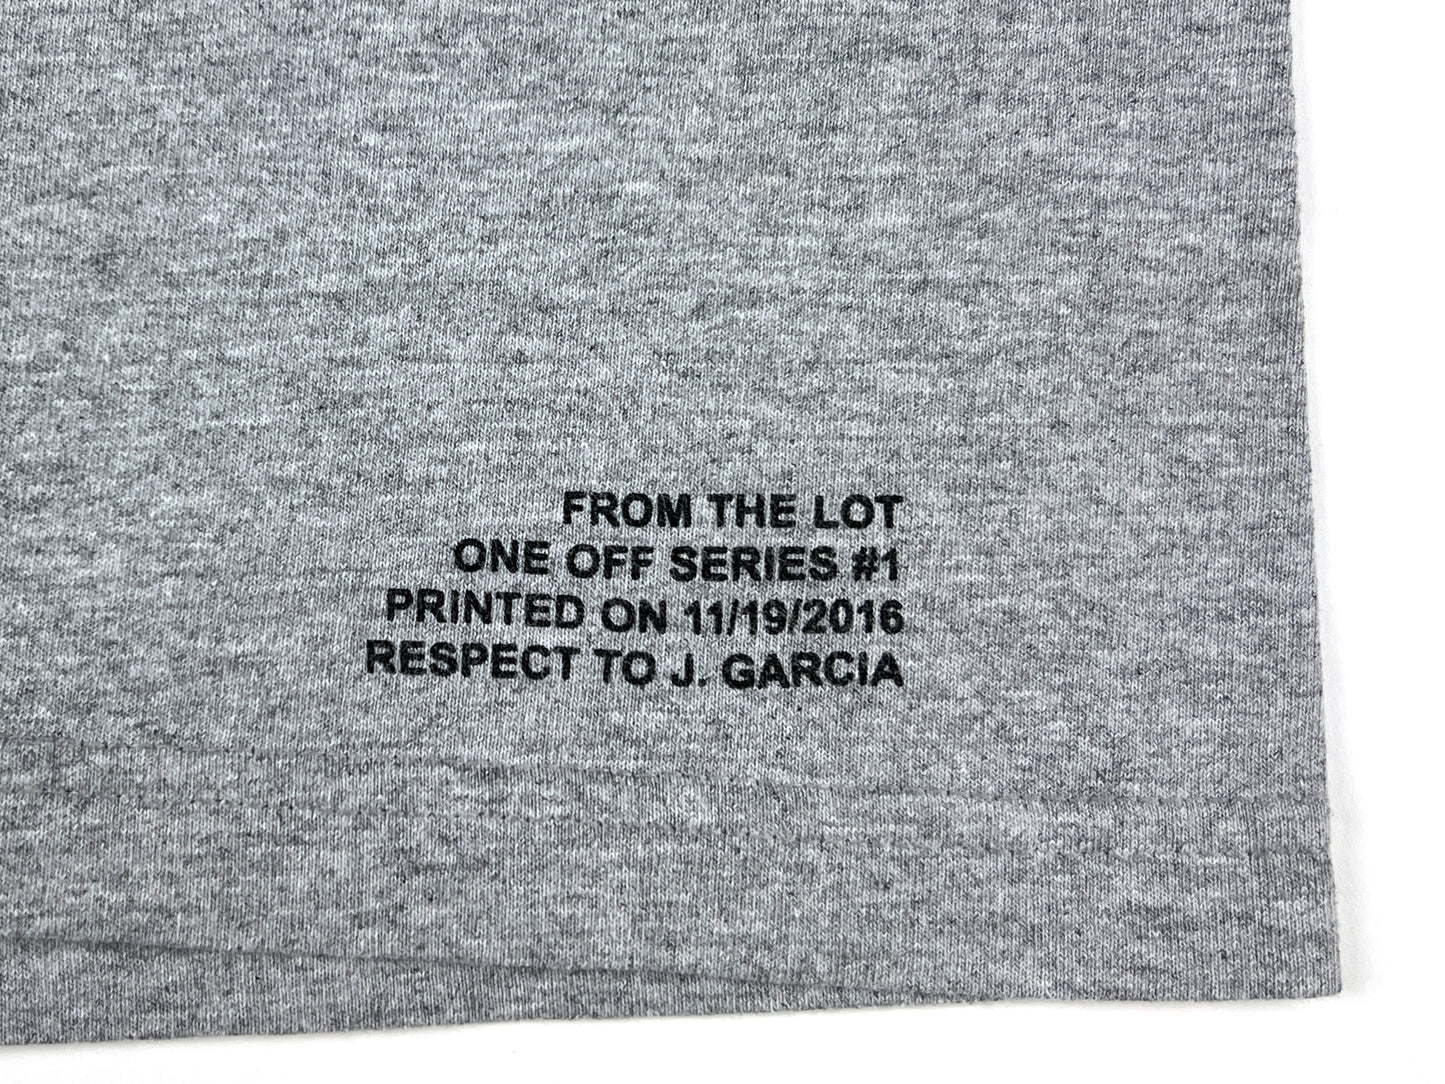 FROM THE LOT
ONE OFF SERIES #1
PRINTED ON 11/19/2016
RESPECT TO J. GARCIA